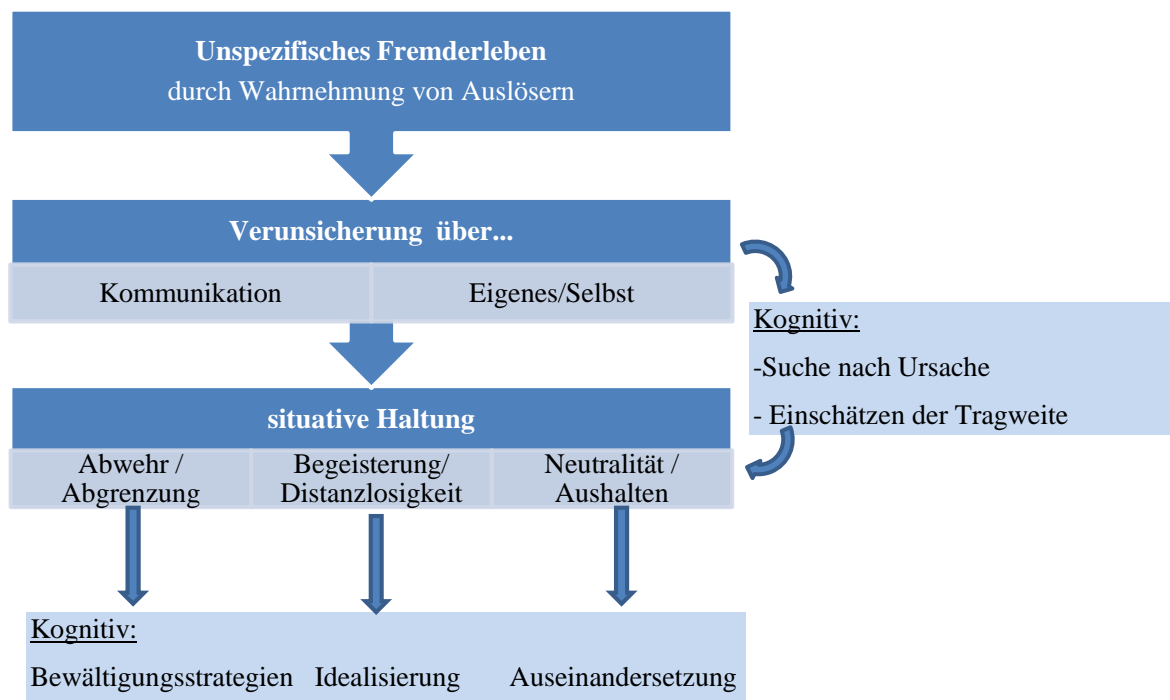 Unspezifisches Fremderleben
durch Wahrnehmung von Auslösern
Verunsicherung über...
Kommunikation
Eigenes/Selbst
Kognitiv:
-Suche nach Ursache
- Einschätzen der Tragweite
situative Haltung
Abwehr /
Abgrenzung
Begeisterung/
Distanzlosigkeit
Neutralität /
Aushalten
Kognitiv:
Bewältigungsstrategien Idealisierung Auseinandersetzung